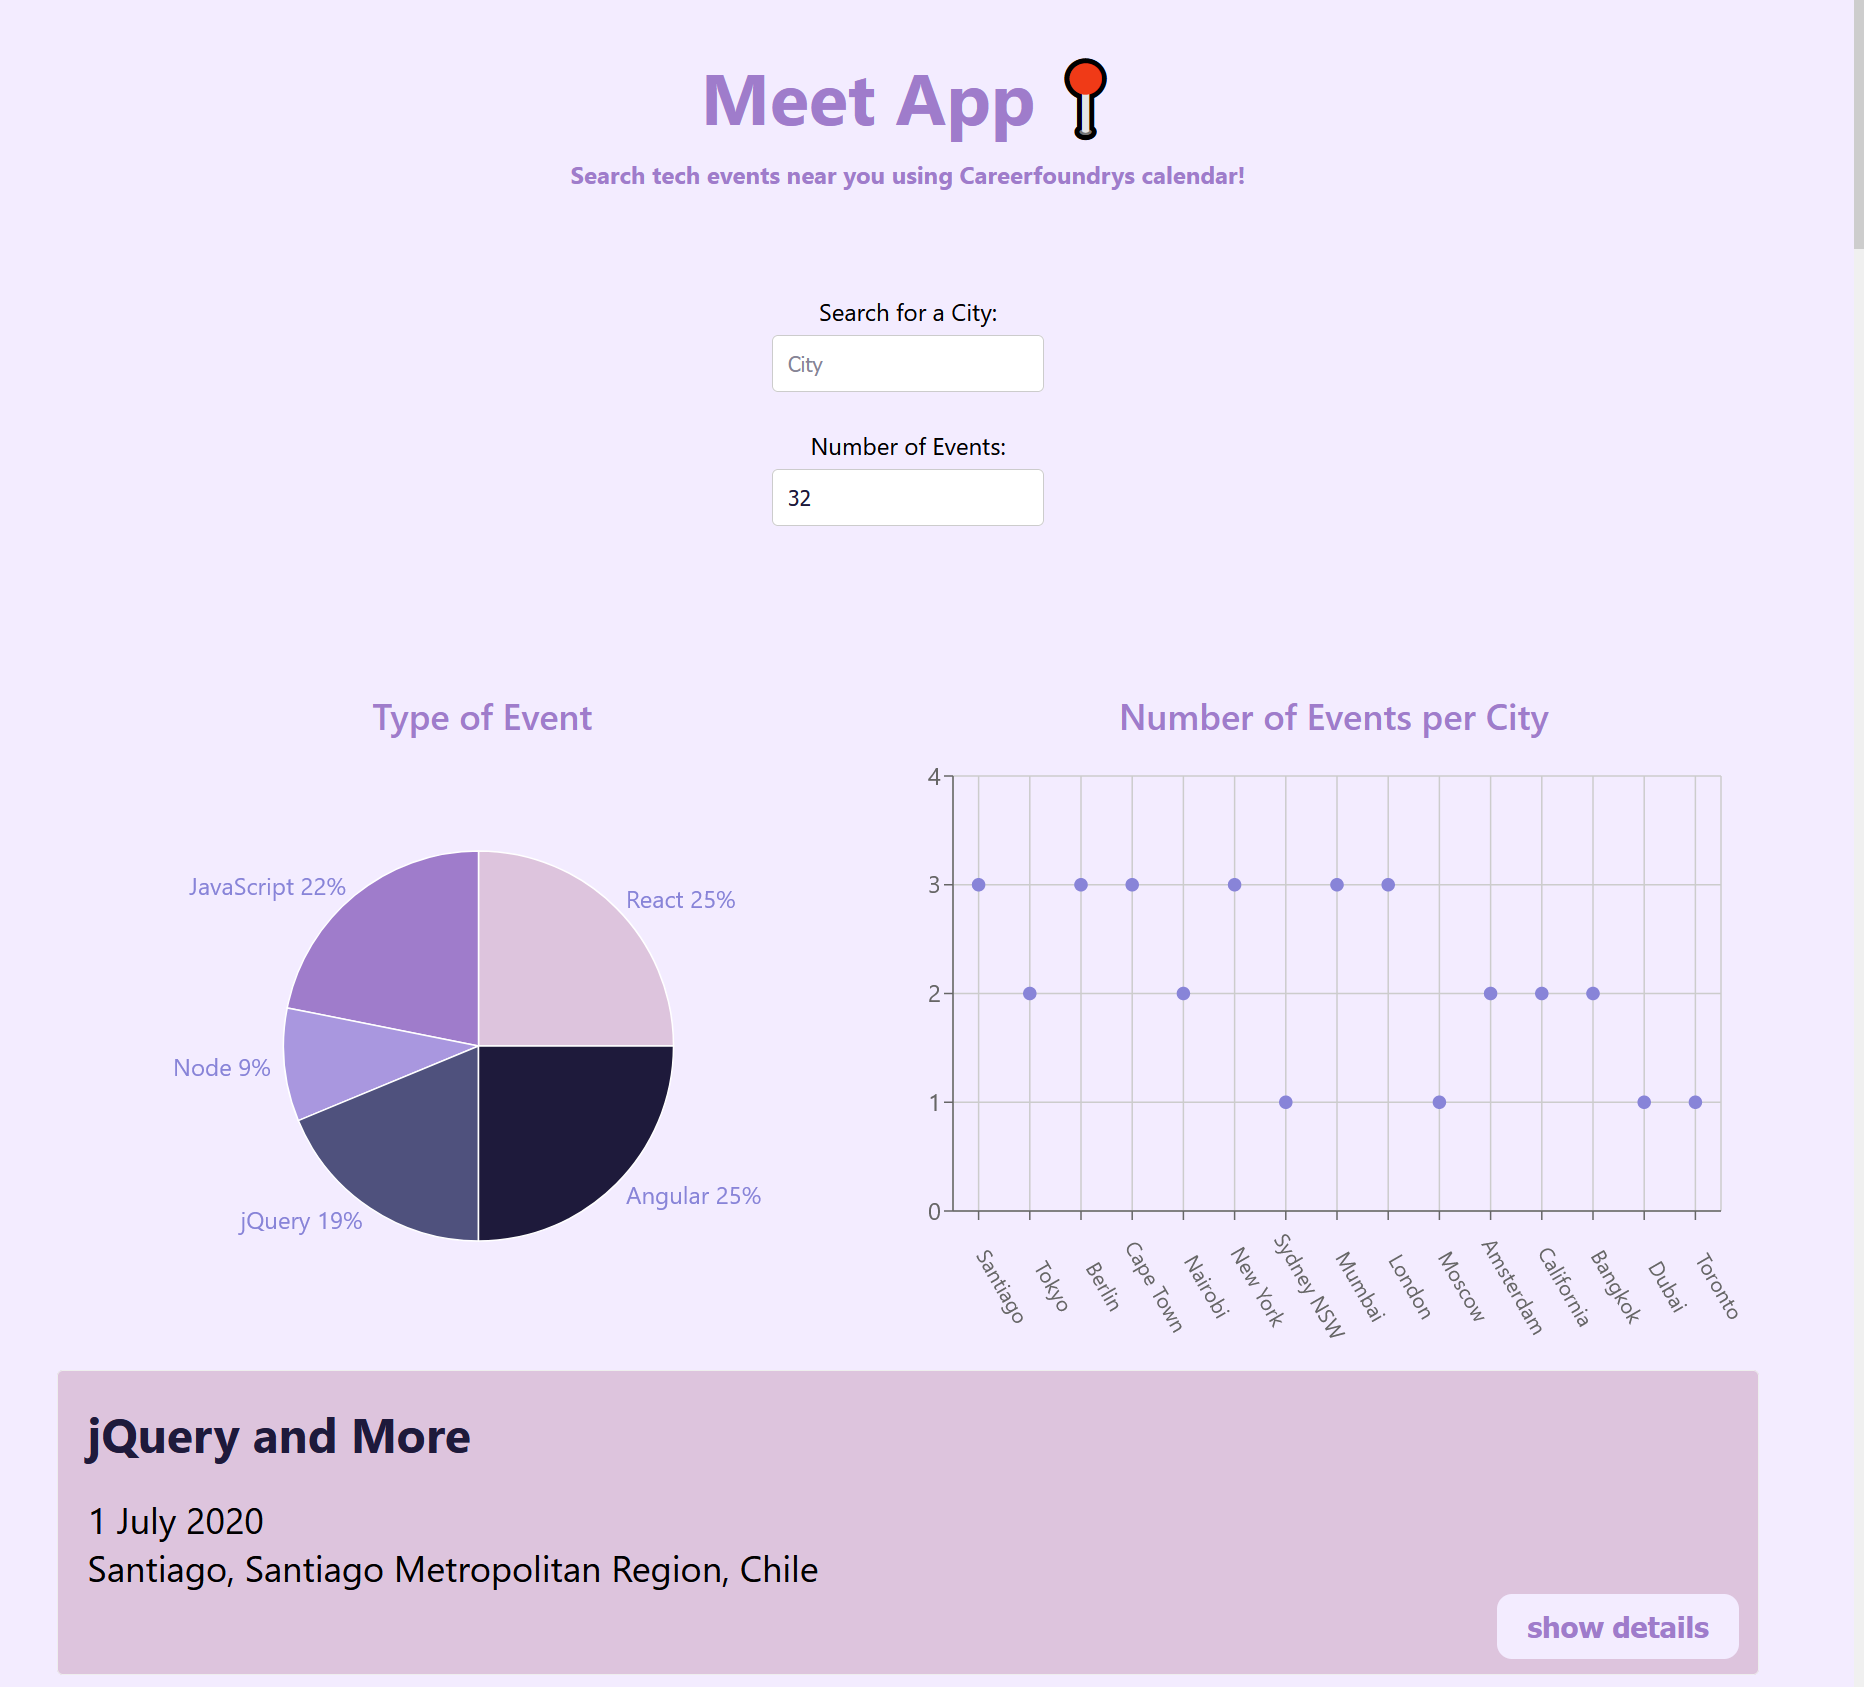 Meet App
Search tech events near you using Careerfoundrys calendar!
Search for a City:
City
Number of Events:
32
Type of Event
JavaScript 22%
React 25%
Node 9%
Angular 25%
jQuery 19%
Number of Events per City
4
3
2
1
0
Santiago
Tokyo
Berlin
Cape Town
Nairobi
New York
Sydney NSW
Mumbai
London
Moscow
Amsterdam
California
Bangkok
Dubai
Toronto
jQuery and More
1 July 2020
Santiago, Santiago Metropolitan Region, Chile
show details